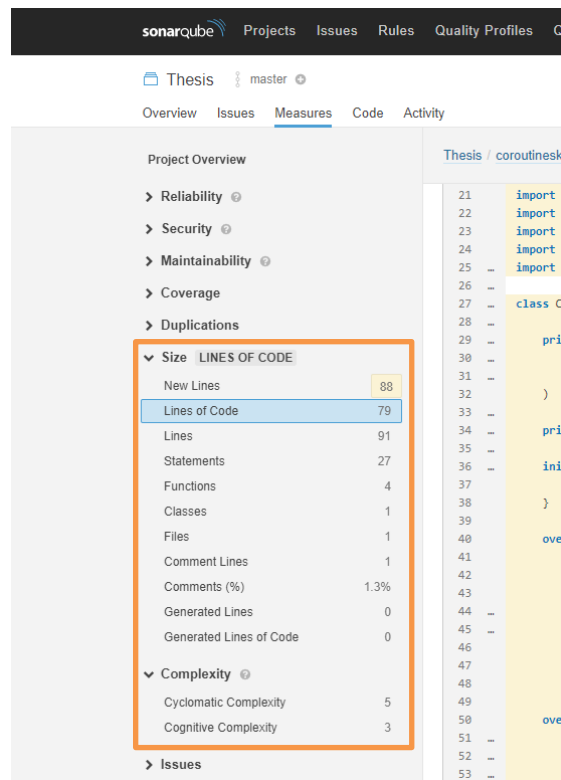 sonarqube Projects Issues Rules Quality Profiles Q
Thesis master
Overview Issues Measures Code Activity
Project Overview
Reliability
Security
Maintainability
Coverage
Duplications
Size LINES OF CODE
New Lines 88
Lines of Code 79
Lines 91
Statements 27
Functions 4
Classes 1
Files 1
Comment Lines 1
Comments (%) 1.3%
Generated Lines 0
Generated Lines of Code 0
Complexity
Cyclomatic Complexity 5
Cognitive Complexity 3
Issues
Thesis / coroutinesk
21 import
22 import
23 import
24 import
25 ... import
26 ...
27 ... class C
28 ...
29 ... pri
30 ...
31 ...
32 )
33 ...
34 ... pri
35 ...
36 ... ini
37
38 }
39
40 ove
41
42
43
44 ...
45 ...
46
47
48
49
50 ove
51 ...
52 ...
53 ...